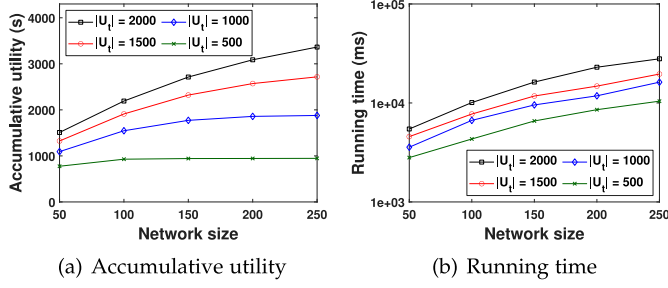 Accumulative utility (s)
4000
3000
2000
1000
0
|U_t| = 2000
|U_t| = 1000
|U_t| = 1500
|U_t| = 500
50 100 150 200 250
Network size
(a) Accumulative utility
Running time (ms)
1e+05
1e+04
1e+03
|U_t| = 2000
|U_t| = 1000
|U_t| = 1500
|U_t| = 500
50 100 150 200 250
Network size
(b) Running time